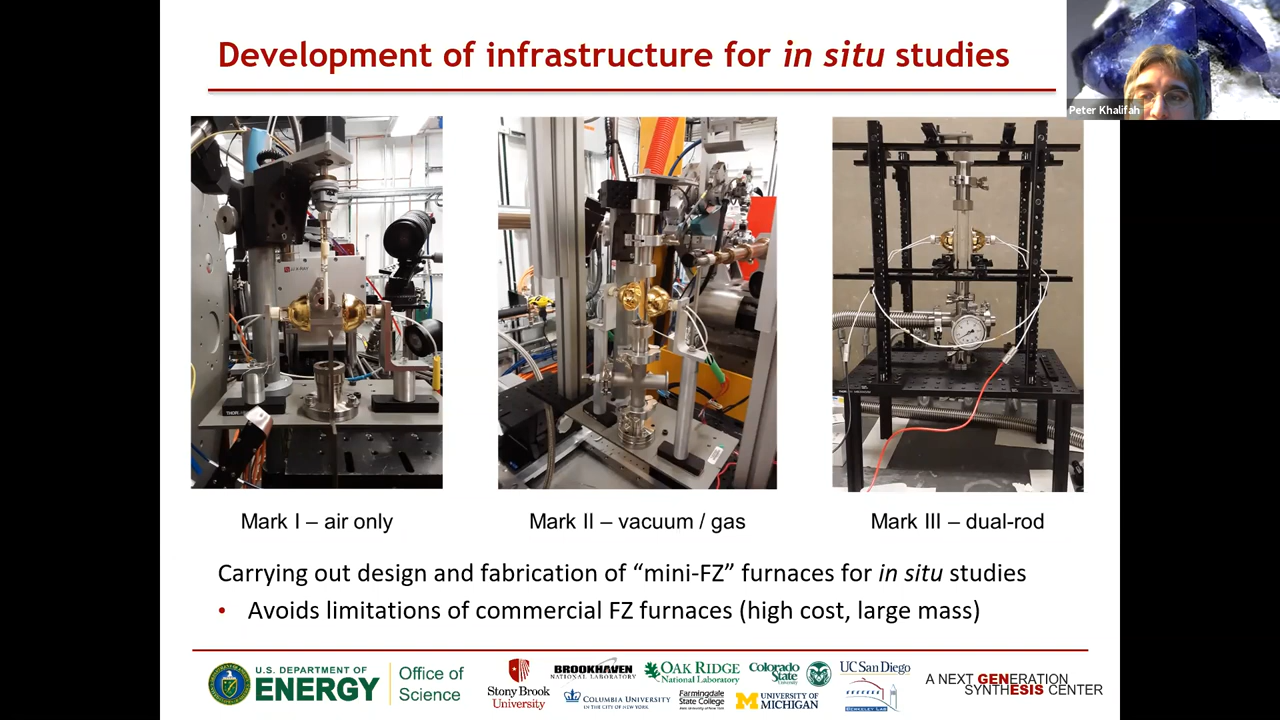 Development of infrastructure for in situ studies
Peter Khalifah
Mark I – air only
Mark II – vacuum / gas
Mark III – dual-rod
Carrying out design and fabrication of “mini-FZ” furnaces for in situ studies
• Avoids limitations of commercial FZ furnaces (high cost, large mass)
U.S. DEPARTMENT OF
ENERGY
Office of
Science
Stony Brook
University
BROOKHAVEN
NATIONAL LABORATORY
OAK RIDGE
National Laboratory
Colorado
State
University
UC San Diego
COLUMBIA UNIVERSITY
IN THE CITY OF NEW YORK
Farmingdale
State College
UNIVERSITY OF
MICHIGAN
BERKELEY LAB
A NEXT GENERATION
SYNTHESIS CENTER